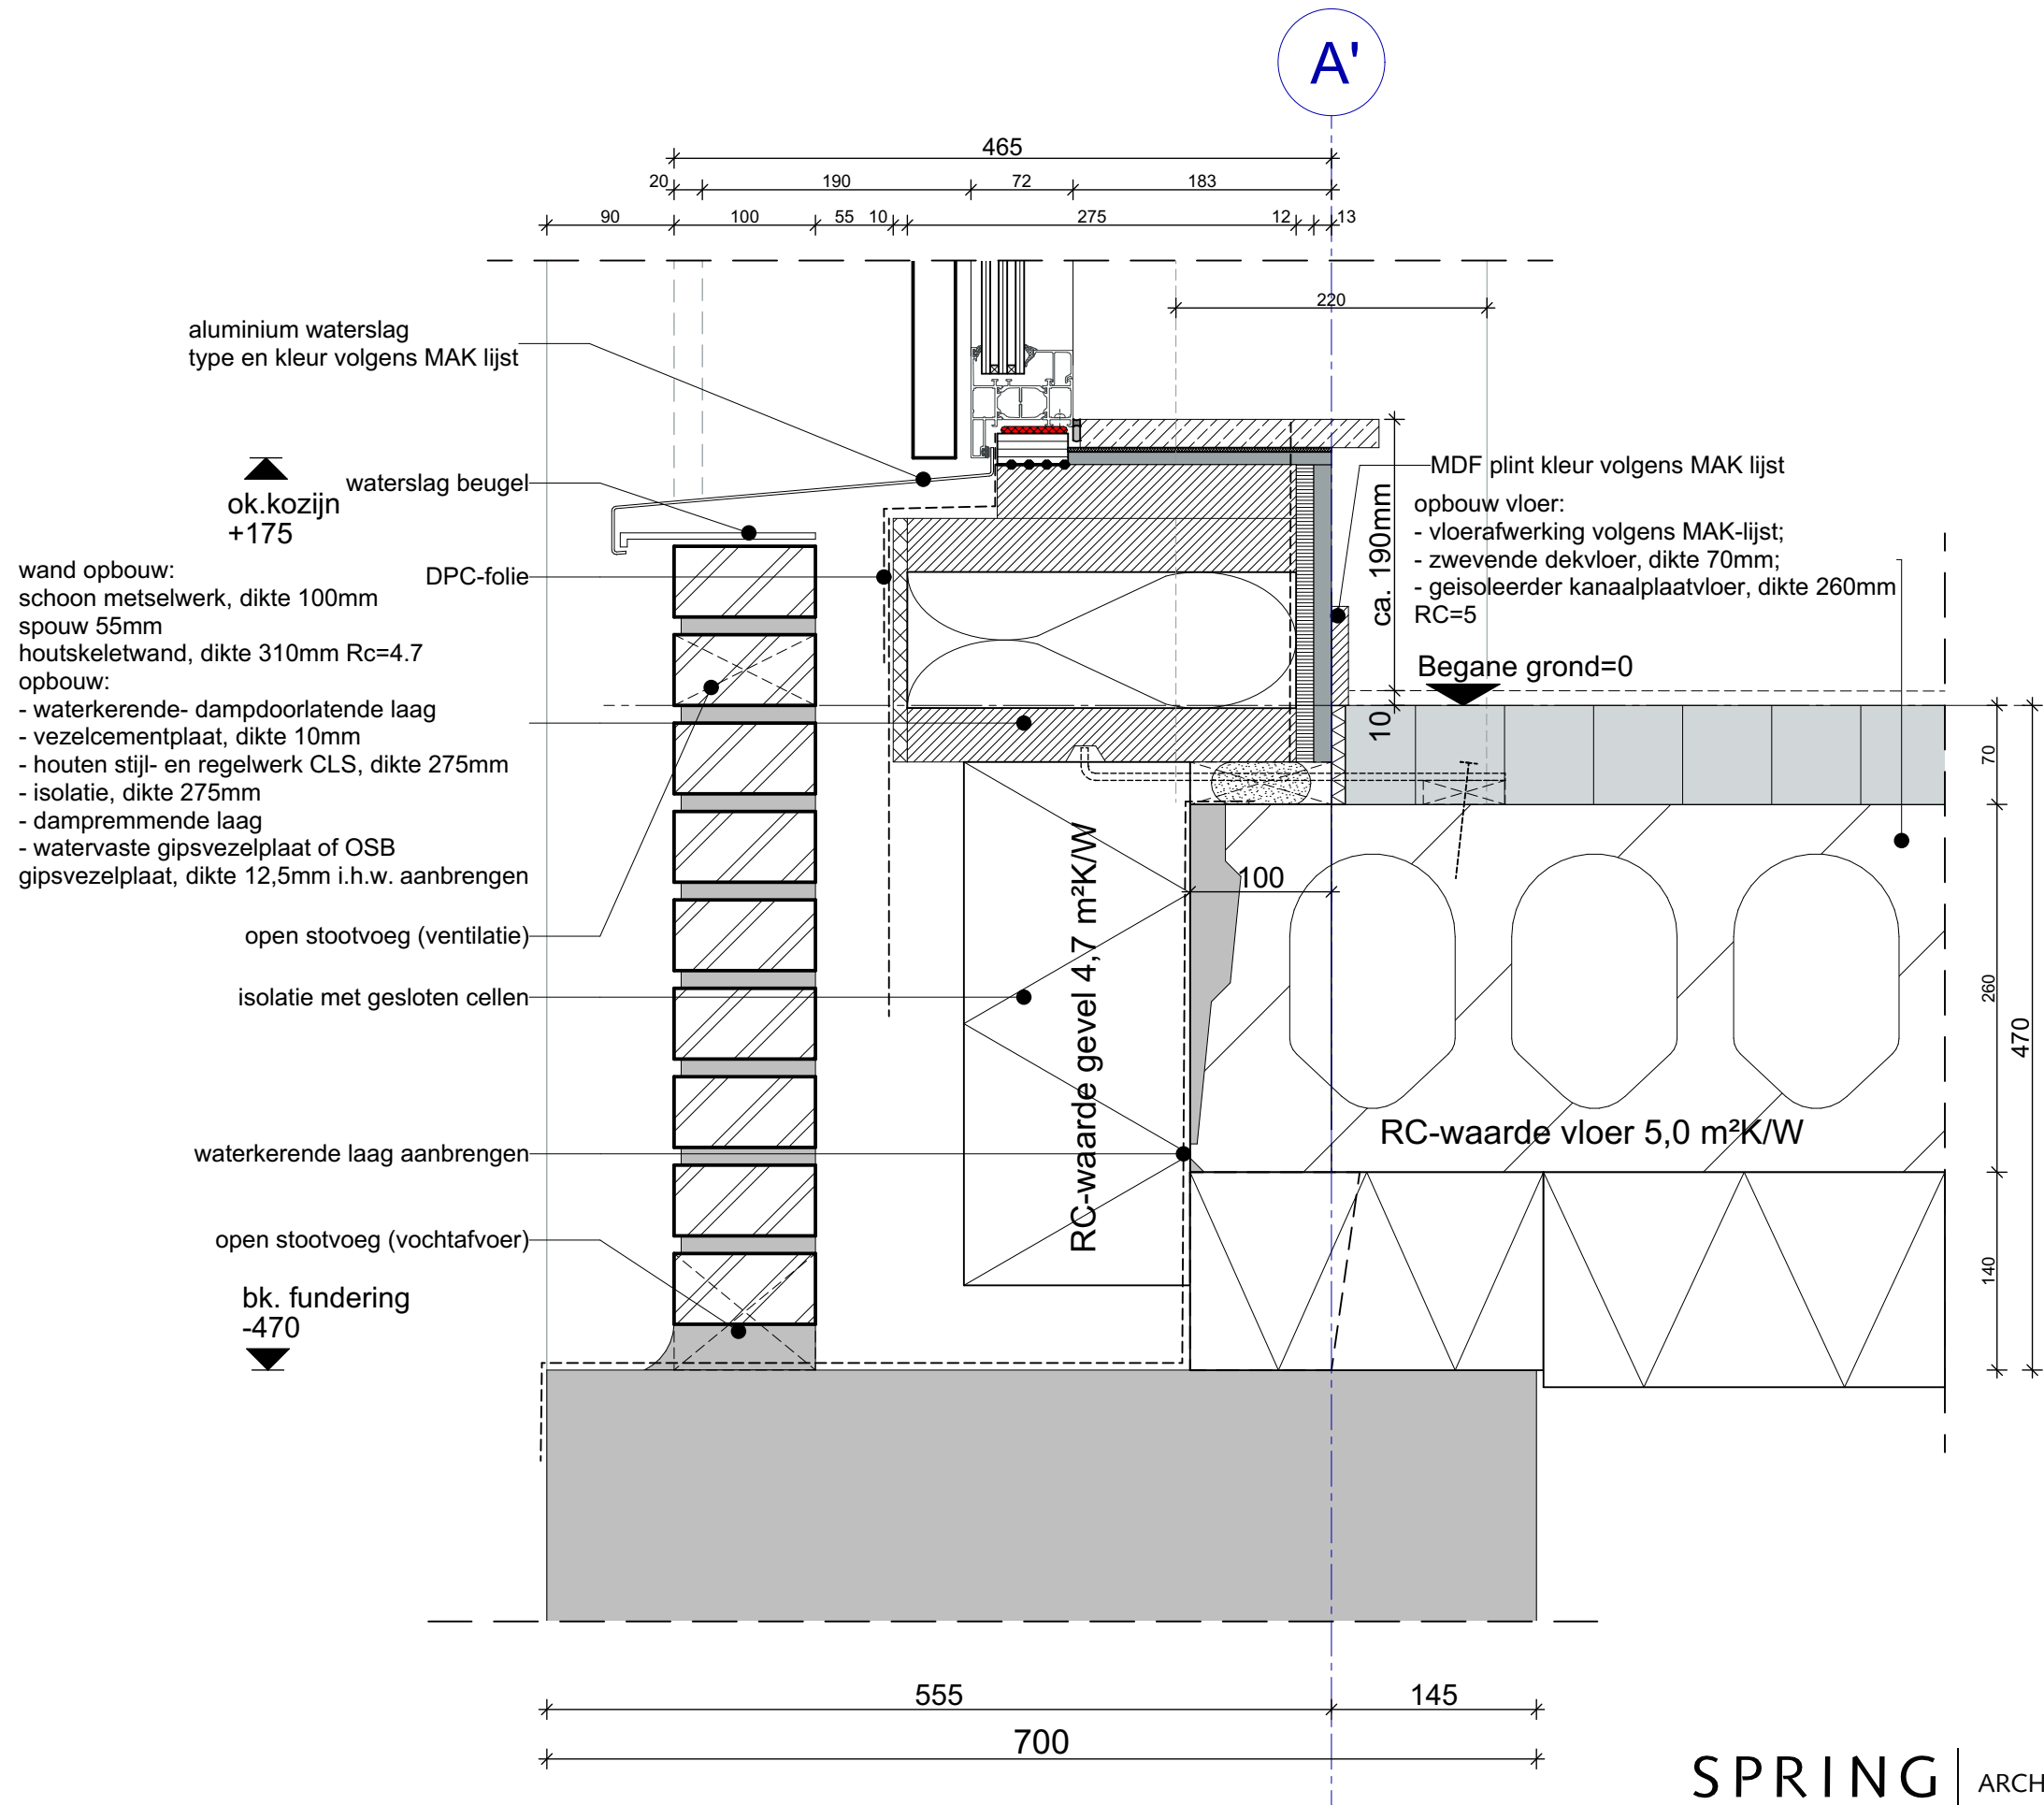 A'
465
20 190 72 183
90 100 55 10 275 12 13
220
aluminium waterslag
type en kleur volgens MAK lijst
ok.kozijn
+175
waterslag beugel
DPC-folie
wand opbouw:
schoon metselwerk, dikte 100mm
spouw 55mm
houtskeletwand, dikte 310mm Rc=4.7
opbouw:
- waterkerende- dampdoorlatende laag
- vezelcementplaat, dikte 10mm
- houten stijl- en regelwerk CLS, dikte 275mm
- isolatie, dikte 275mm
- dampremmende laag
- watervaste gipsvezelplaat of OSB
gipsvezelplaat, dikte 12,5mm i.h.w. aanbrengen
open stootvoeg (ventilatie)
isolatie met gesloten cellen
waterkerende laag aanbrengen
open stootvoeg (vochtafvoer)
bk. fundering
-470
MDF plint kleur volgens MAK lijst
opbouw vloer:
- vloerafwerking volgens MAK-lijst;
- zwevende dekvloer, dikte 70mm;
- geisoleerder kanaalplaatvloer, dikte 260mm
RC=5
ca. 190mm
10
Begane grond=0
70
260
140
470
100
RC-waarde gevel 4,7 m²K/W
RC-waarde vloer 5,0 m²K/W
555 145
700
SPRING ARCH